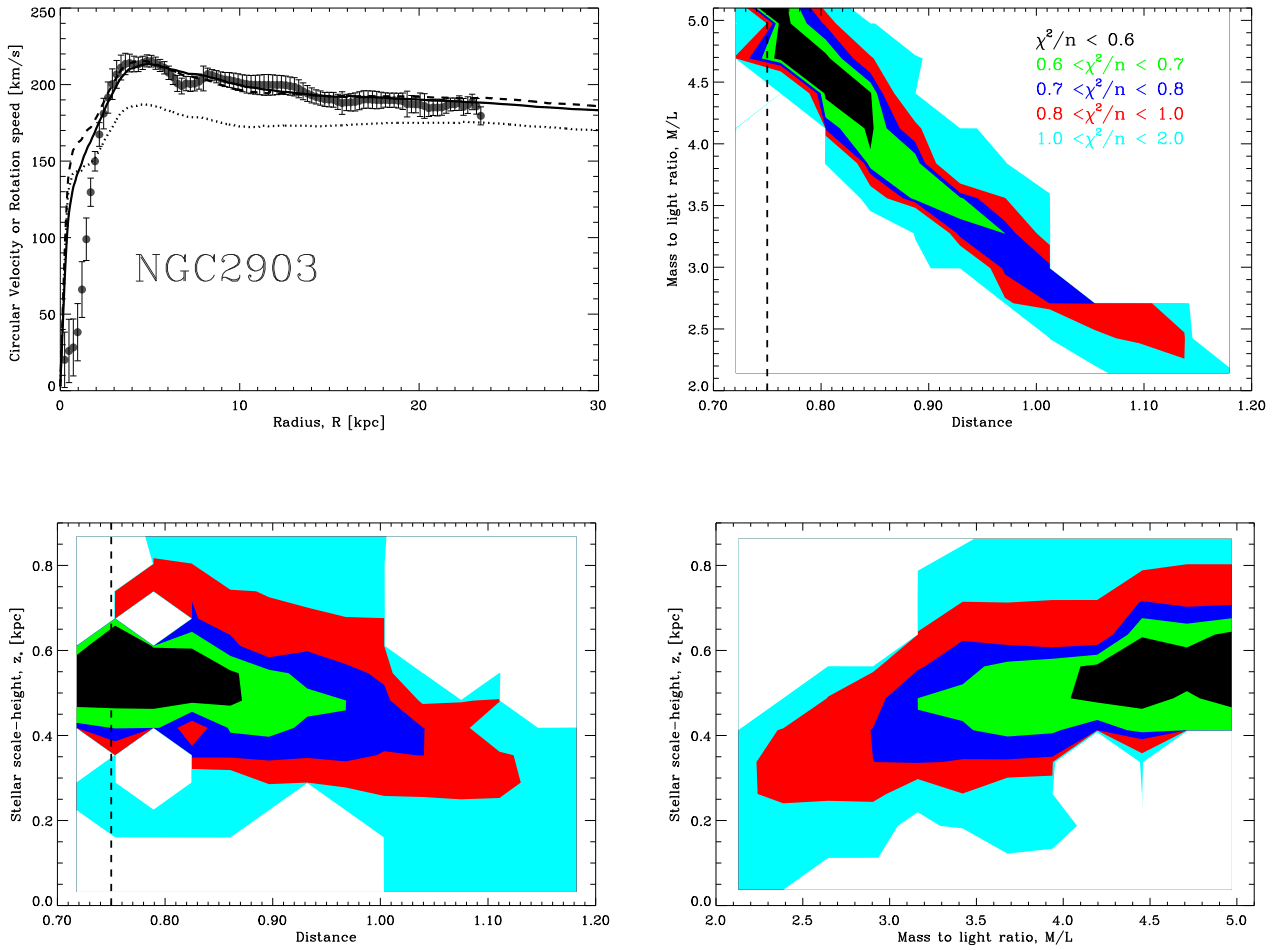 250
200
150
100
50
0
Circular Velocity or Rotation speed [km/s]
NGC2903
0 10 20 30
Radius, R [kpc]
5.0
4.5
4.0
3.5
3.0
2.5
2.0
Mass to light ratio, M/L
χ²/n < 0.6
0.6 <χ²/n < 0.7
0.7 <χ²/n < 0.8
0.8 <χ²/n < 1.0
1.0 <χ²/n < 2.0
0.70 0.80 0.90 1.00 1.10 1.20
Distance
0.8
0.6
0.4
0.2
0.0
Stellar scale-height, z* [kpc]
0.70 0.80 0.90 1.00 1.10 1.20
Distance
0.8
0.6
0.4
0.2
0.0
Stellar scale-height, z* [kpc]
2.0 2.5 3.0 3.5 4.0 4.5 5.0
Mass to light ratio, M/L